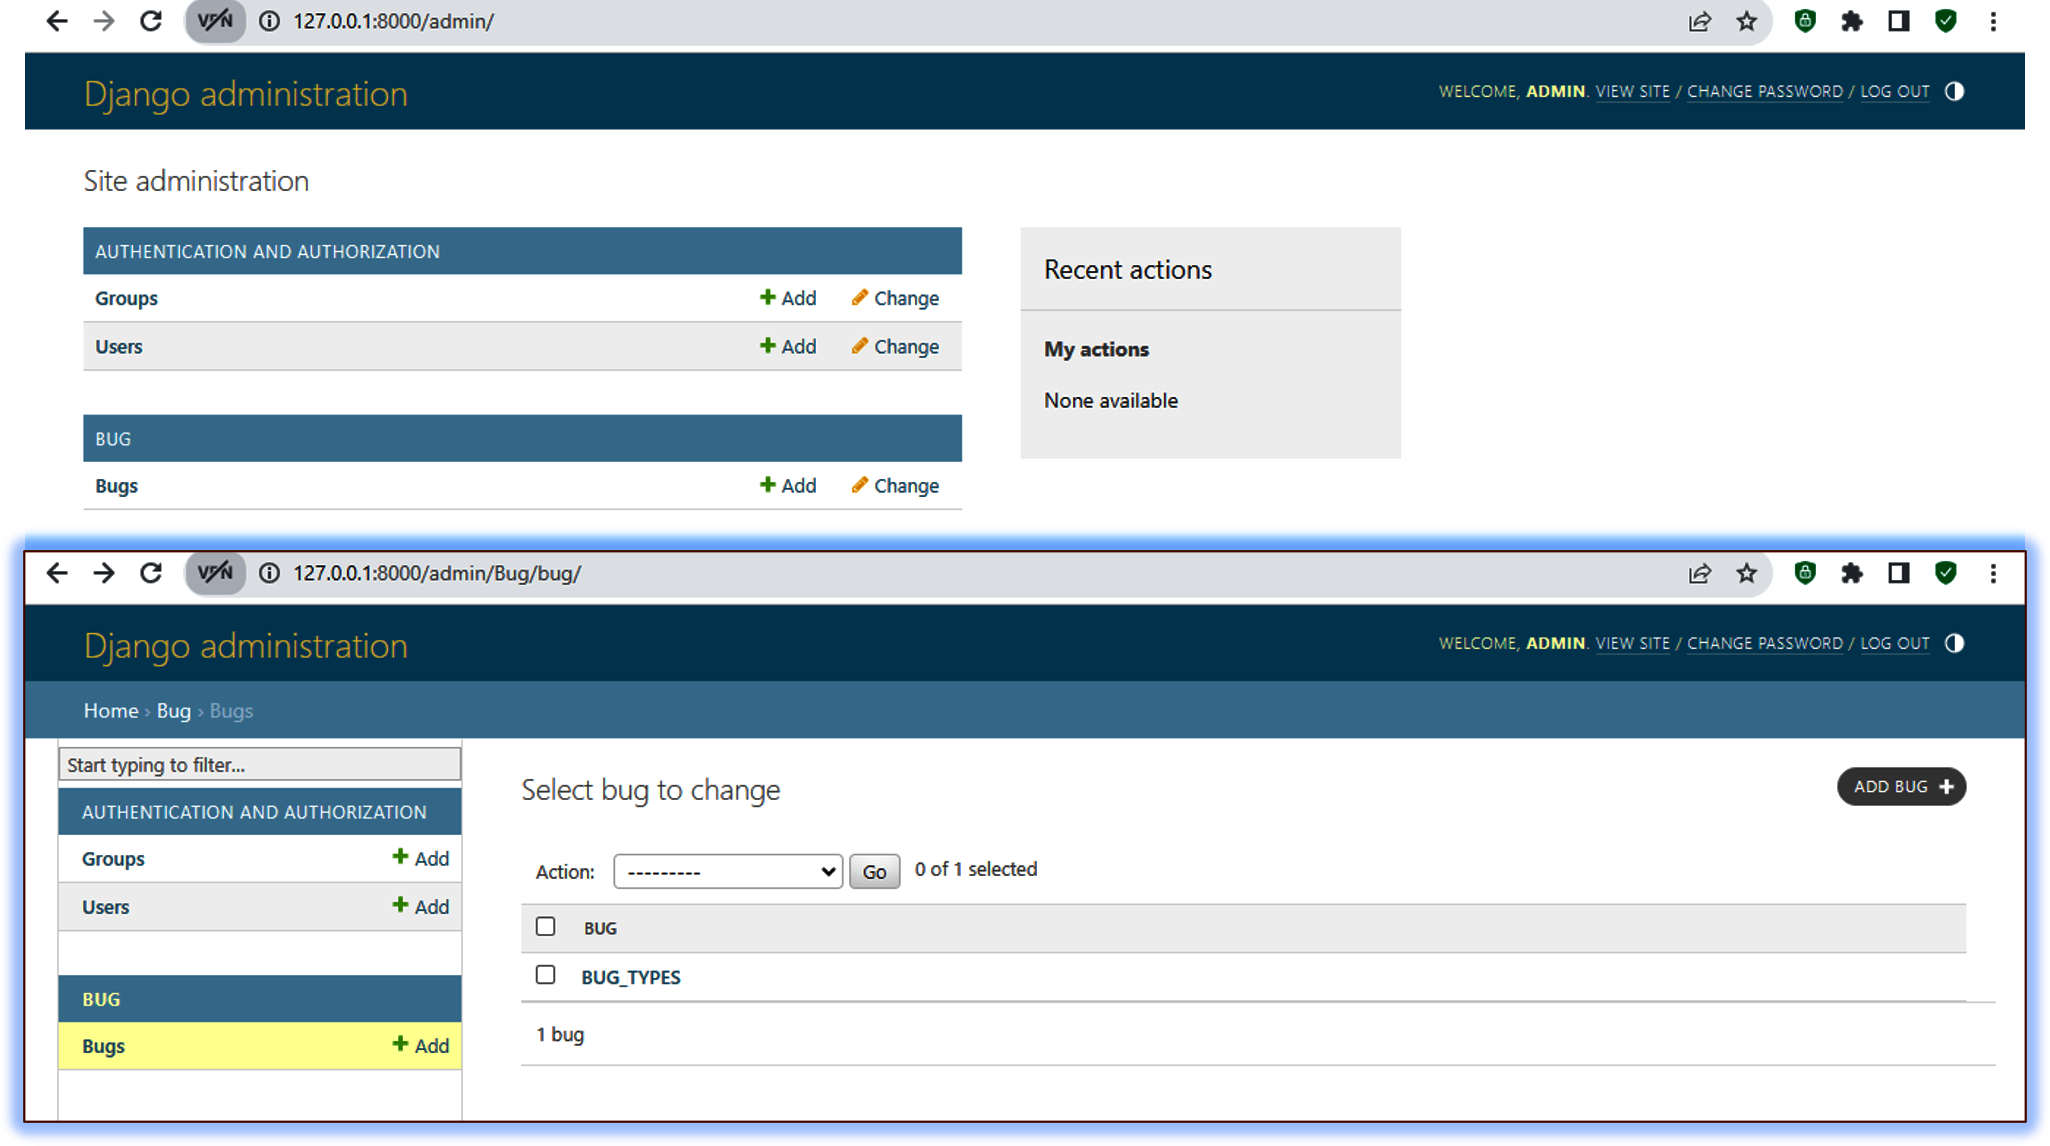 VPN 127.0.0.1:8000/admin/
Django administration
WELCOME, ADMIN. VIEW SITE / CHANGE PASSWORD / LOG OUT
Site administration
AUTHENTICATION AND AUTHORIZATION
Groups Add Change
Users Add Change
BUG
Bugs Add Change
Recent actions
My actions
None available
VPN 127.0.0.1:8000/admin/Bug/bug/
Django administration
WELCOME, ADMIN. VIEW SITE / CHANGE PASSWORD / LOG OUT
Home › Bug › Bugs
Start typing to filter...
AUTHENTICATION AND AUTHORIZATION
Groups Add
Users Add
BUG
Bugs Add
Select bug to change
ADD BUG
Action: --------- Go 0 of 1 selected
BUG
BUG_TYPES
1 bug